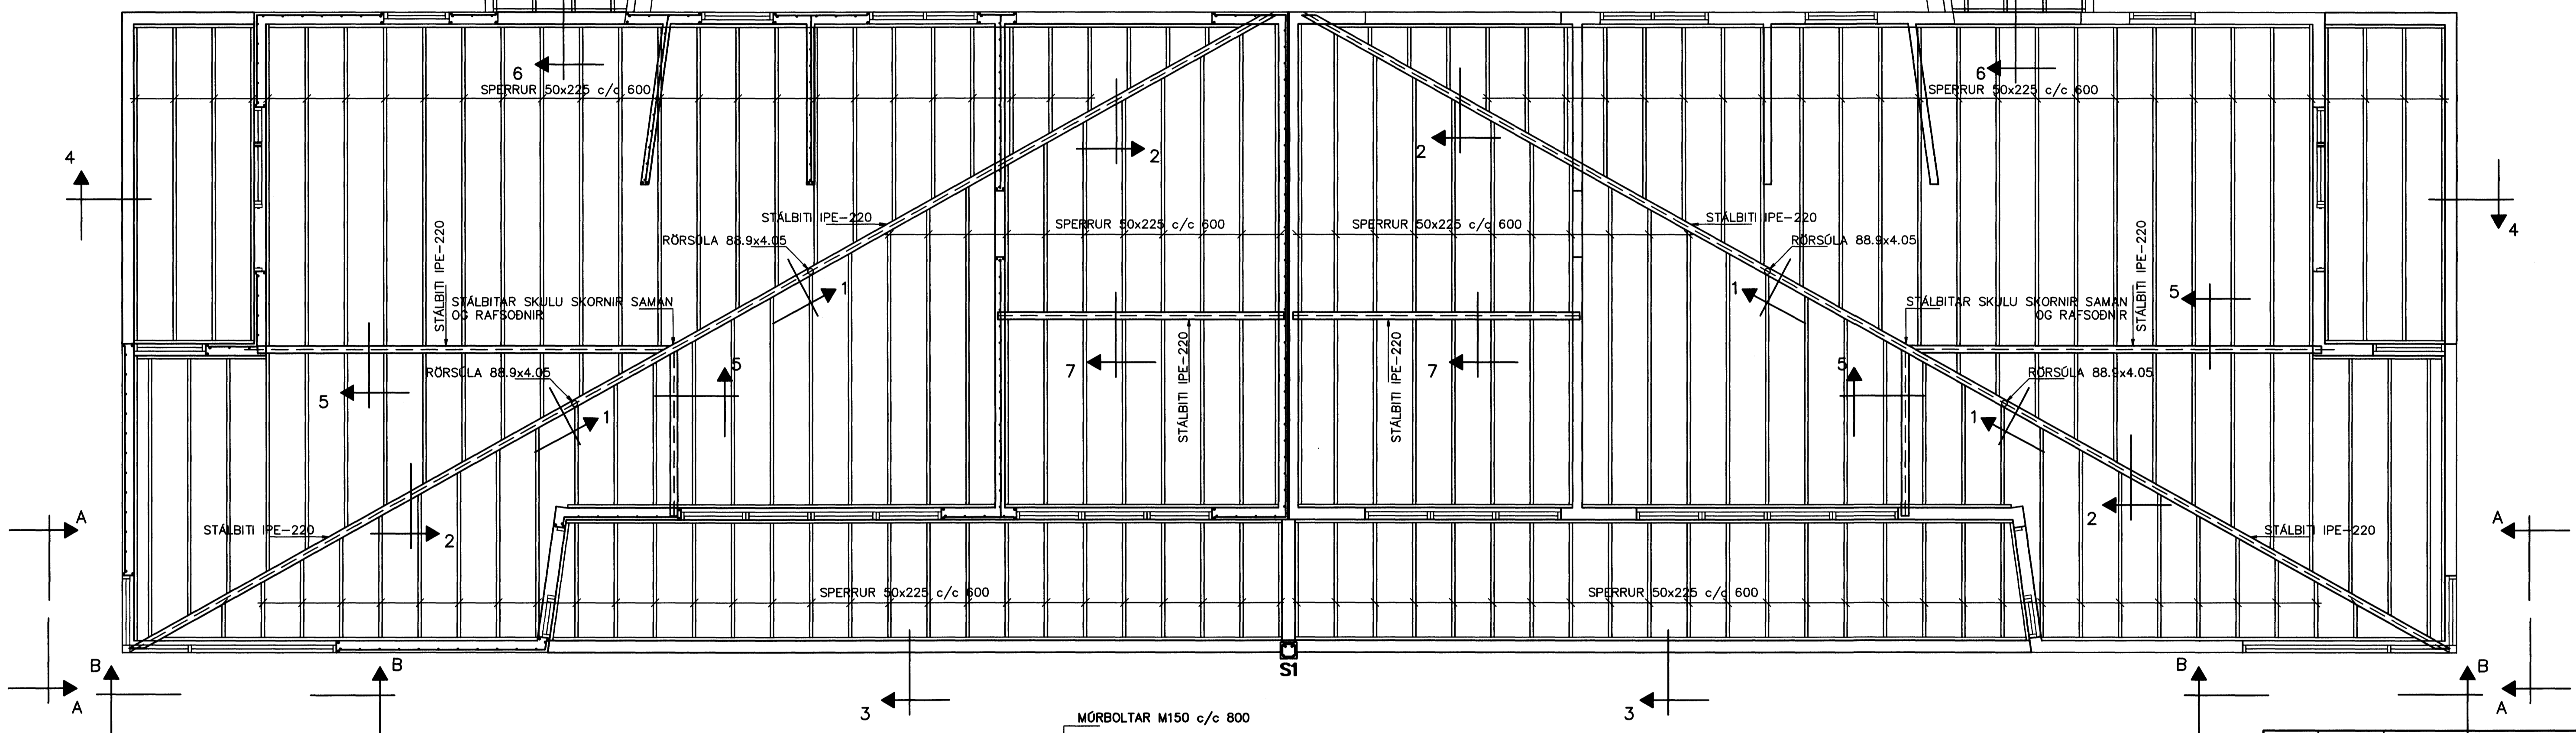 6
6
SPERRUR 50x225 c/c 600
SPERRUR 50x225 c/c 600
4
2
2
STÁLBITI IPE-220
SPERRUR 50x225 c/c 600
SPERRUR 50x225 c/c 600
STÁLBITI IPE-220
4
RÖRSÚLA 88.9x4.05
RÖRSÚLA 88.9x4.05
STÁLBITI IPE-220
STÁLBITI IPE-220
1
1
5
STÁLBITAR SKULU SKORNIR SAMAN
OG RAFSOÐNIR
STÁLBITAR SKULU SKORNIR SAMAN
OG RAFSOÐNIR
RÖRSÚLA 88.9x4.05
5
7
7
5
RÖRSÚLA 88.9x4.05
STÁLBITI IPE-220
STÁLBITI IPE-220
5
1
1
A
STÁLBITI IPE-220
2
2
STÁLBITI IPE-220
A
SPERRUR 50x225 c/c 600
SPERRUR 50x225 c/c 600
B
B
S1
B
B
A
3
3
A
MÚRBOLTAR M150 c/c 800